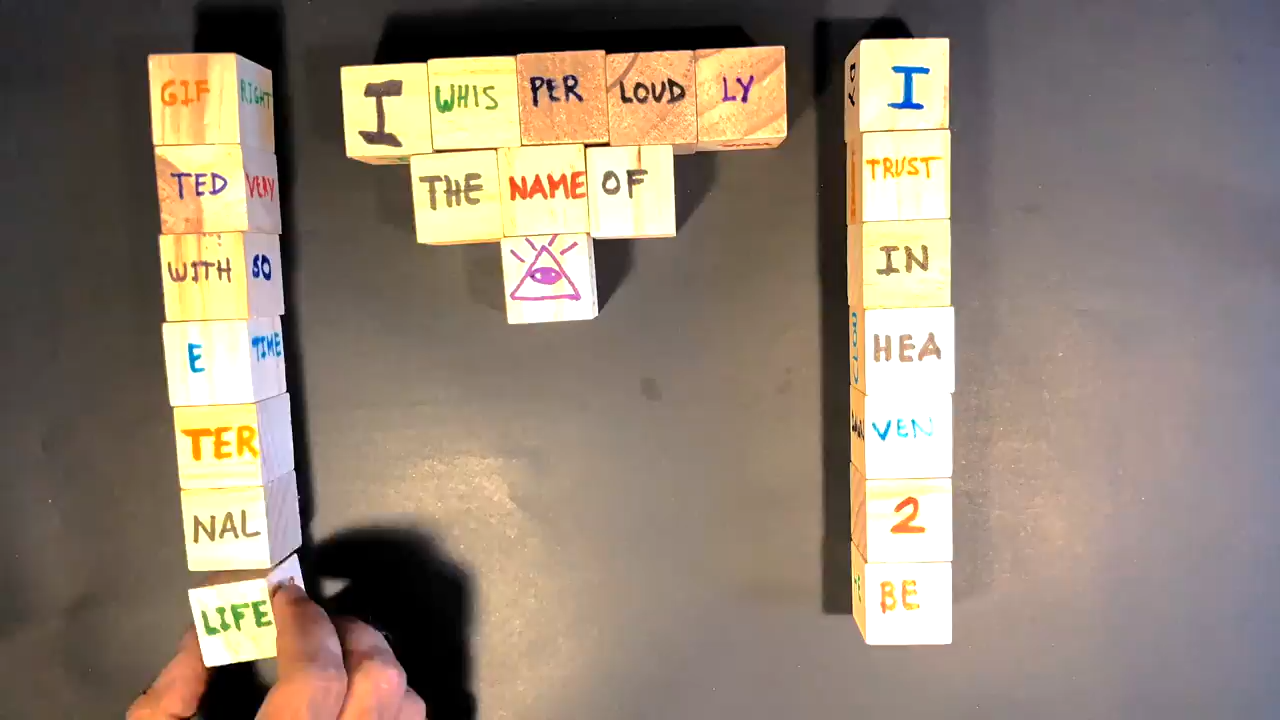 I WHIS PER LOUD LY
THE NAME OF
I
TRUST
IN
HEA
VEN
2
BE
GIF
TED
WITH
E
TER
NAL
LIFE
RIGHT
VERY
SO
TIME